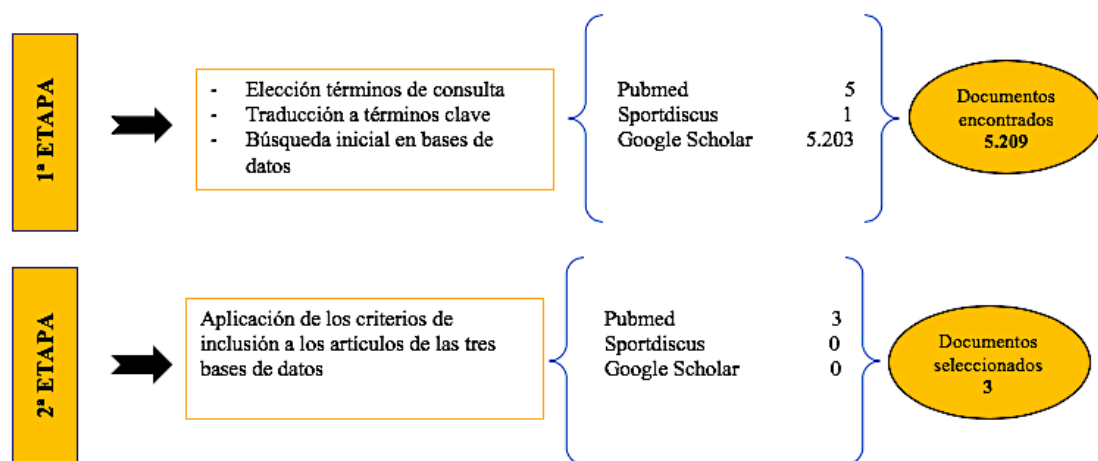 1ª ETAPA
- Elección términos de consulta
- Traducción a términos clave
- Búsqueda inicial en bases de
datos
Pubmed 5
Sportdiscus 1
Google Scholar 5.203
Documentos
encontrados
5.209
2ª ETAPA
Aplicación de los criterios de
inclusión a los artículos de las tres
bases de datos
Pubmed 3
Sportdiscus 0
Google Scholar 0
Documentos
seleccionados
3